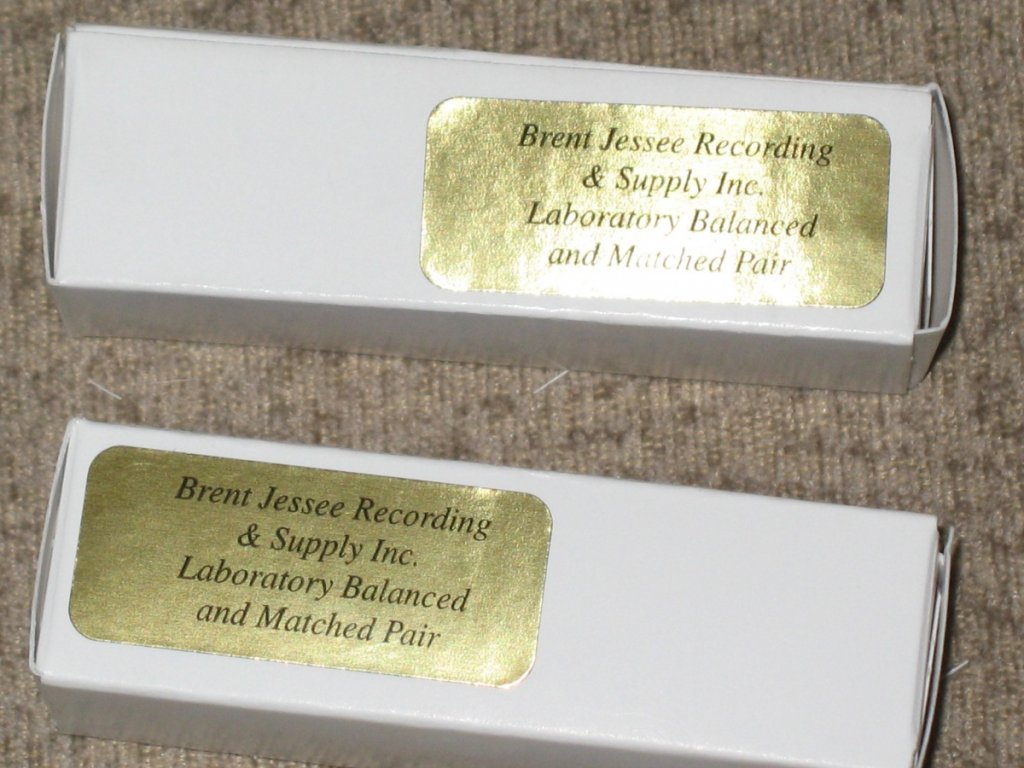 Brent Jessee Recording
& Supply Inc.
Laboratory Balanced
and Matched Pair
Brent Jessee Recording
& Supply Inc.
Laboratory Balanced
and Matched Pair